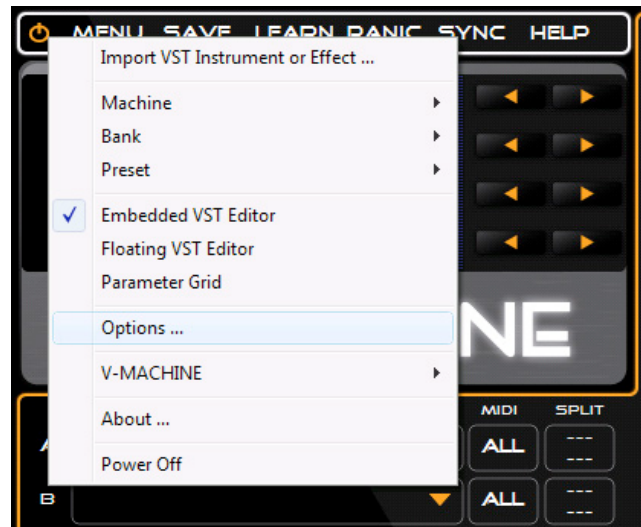 MENU SAVE LEARN PANIC SYNC HELP
Import VST Instrument or Effect ...
Machine
Bank
Preset
Embedded VST Editor
Floating VST Editor
Parameter Grid
Options ...
NE
V-MACHINE
About ...
MIDI SPLIT
A ALL ---
---
Power Off
B ALL ---
---